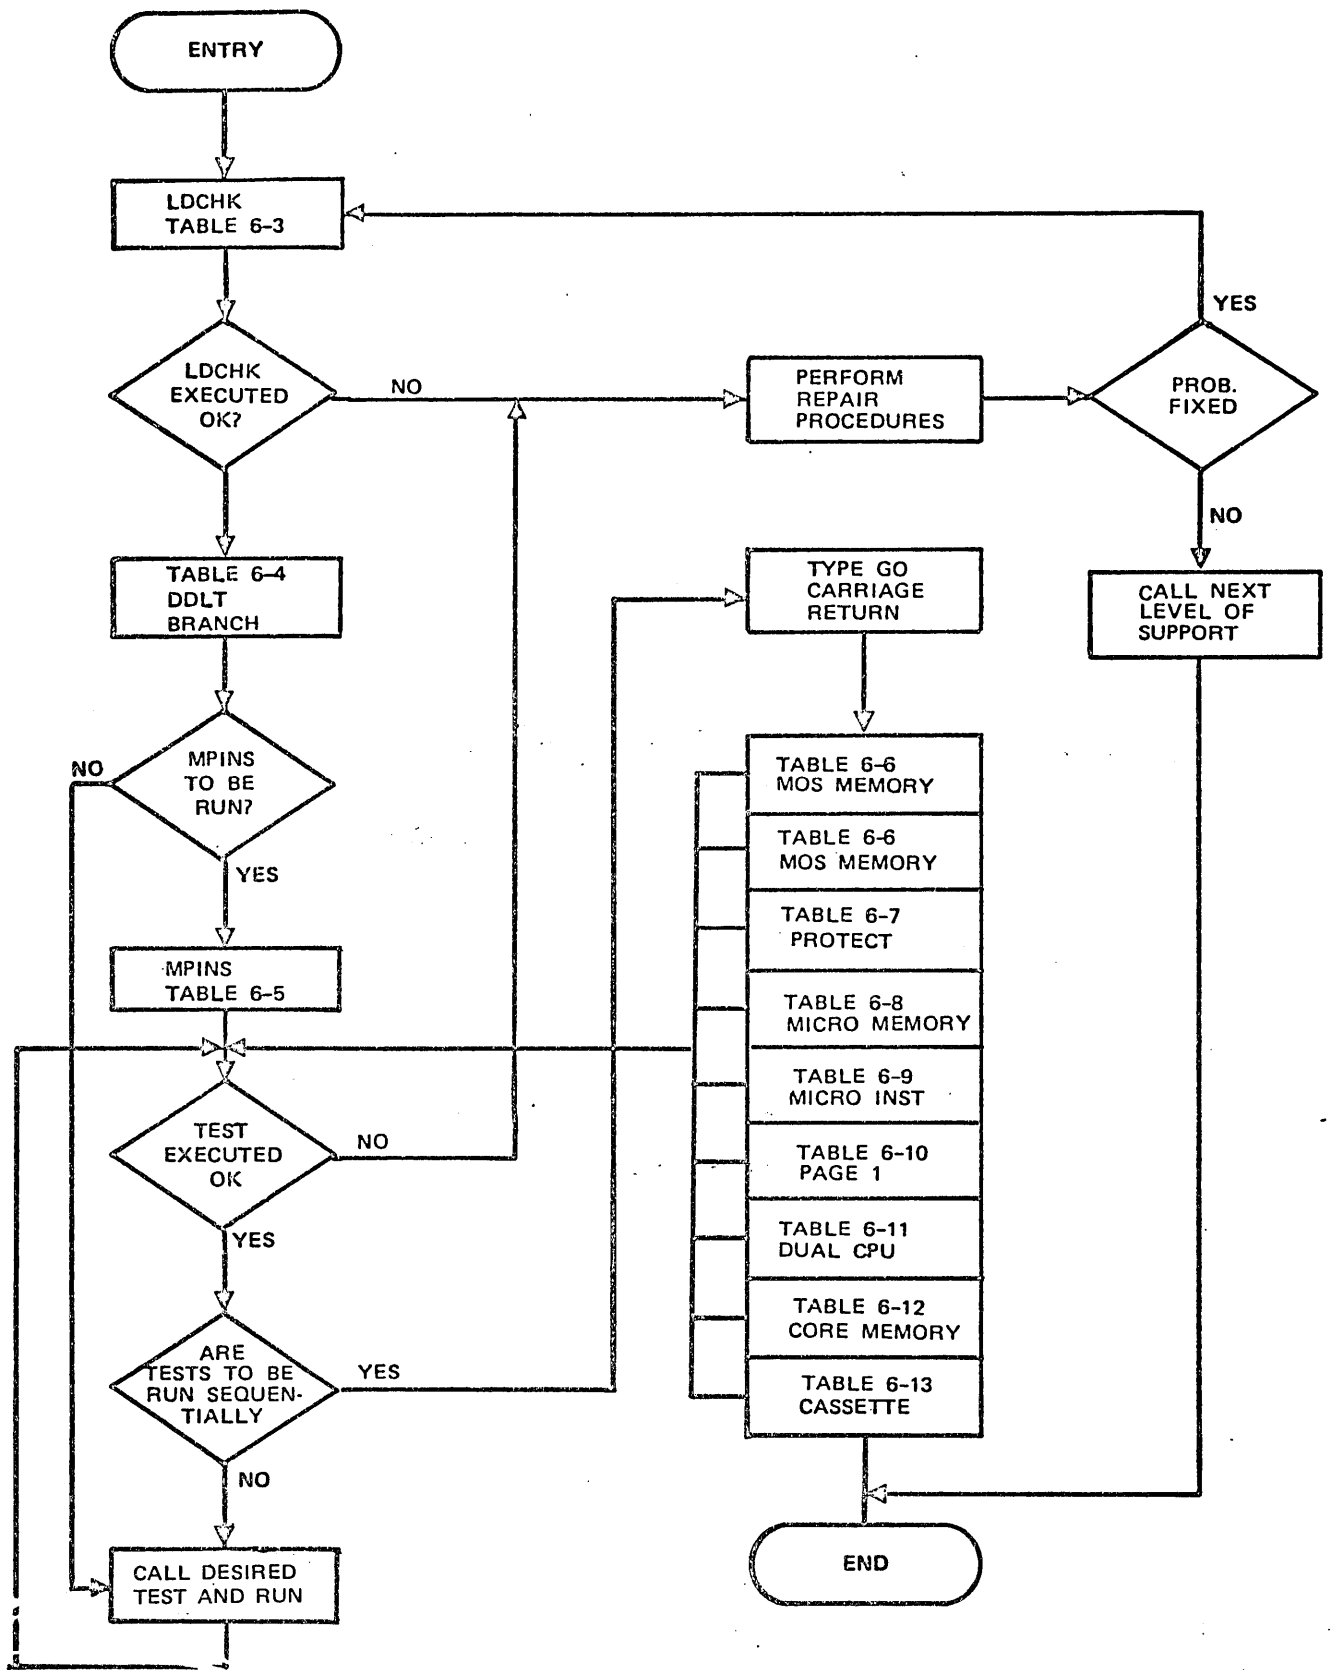 ENTRY
LDCHK
TABLE 6-3
YES
LDCHK
EXECUTED
OK?
NO
PERFORM
REPAIR
PROCEDURES
PROB.
FIXED
NO
TABLE 6-4
DDLT
BRANCH
TYPE GO
CARRIAGE
RETURN
CALL NEXT
LEVEL OF
SUPPORT
NO
MPINS
TO BE
RUN?
YES
MPINS
TABLE 6-5
TEST
EXECUTED
OK
NO
YES
ARE
TESTS TO BE
RUN SEQUEN-
TIALLY
YES
NO
CALL DESIRED
TEST AND RUN
TABLE 6-6
MOS MEMORY
TABLE 6-6
MOS MEMORY
TABLE 6-7
PROTECT
TABLE 6-8
MICRO MEMORY
TABLE 6-9
MICRO INST
TABLE 6-10
PAGE 1
TABLE 6-11
DUAL CPU
TABLE 6-12
CORE MEMORY
TABLE 6-13
CASSETTE
END